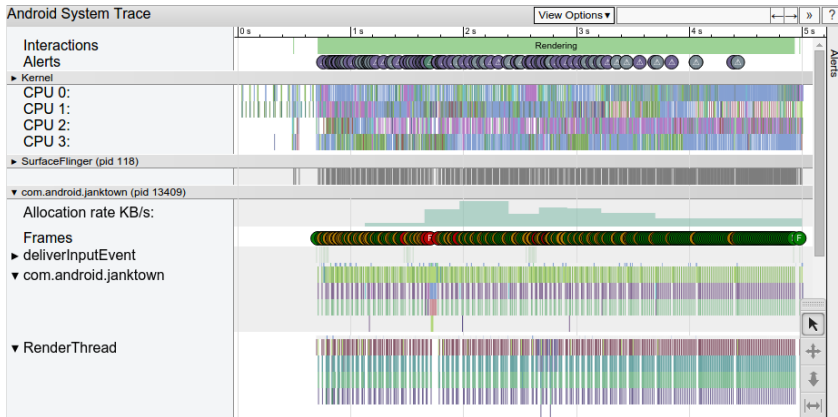 Android System Trace
View Options▾ ←→ » ?
0 s 1 s 2 s 3 s 4 s 5 s
Interactions Rendering
Alerts
Alerts
▸ Kernel
CPU 0:
CPU 1:
CPU 2:
CPU 3:
▸ SurfaceFlinger (pid 118)
▾ com.android.janktown (pid 13409)
Allocation rate KB/s:
Frames F F
▸ deliverInputEvent
▾ com.android.janktown
▾ RenderThread